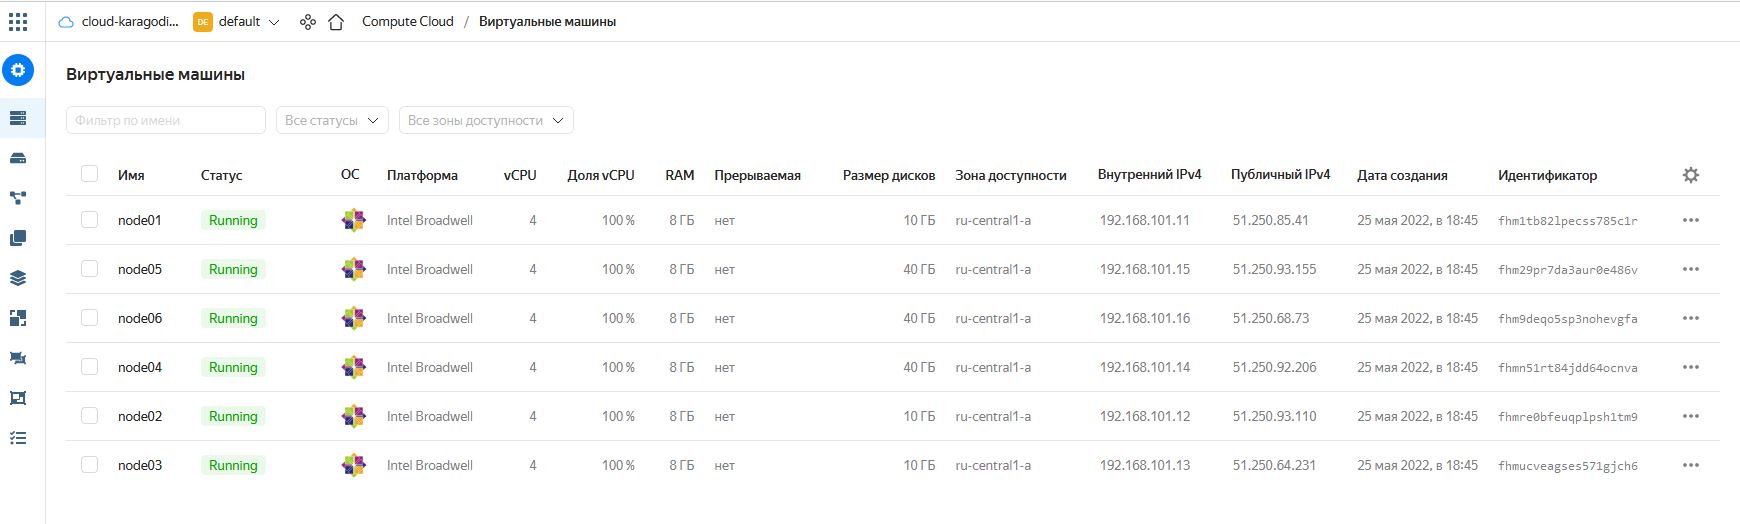 cloud-karagodi... DE default Compute Cloud / Виртуальные машины
Виртуальные машины
Фильтр по имени Все статусы Все зоны доступности
Имя Статус ОС Платформа vCPU Доля vCPU RAM Прерываемая Размер дисков Зона доступности Внутренний IPv4 Публичный IPv4 Дата создания Идентификатор
node01 Running Intel Broadwell 4 100 % 8 ГБ нет 10 ГБ ru-central1-a 192.168.101.11 51.250.85.41 25 мая 2022, в 18:45 fhm1tb82lpecss785c1r
node05 Running Intel Broadwell 4 100 % 8 ГБ нет 40 ГБ ru-central1-a 192.168.101.15 51.250.93.155 25 мая 2022, в 18:45 fhm29pr7da3aur0e486v
node06 Running Intel Broadwell 4 100 % 8 ГБ нет 40 ГБ ru-central1-a 192.168.101.16 51.250.68.73 25 мая 2022, в 18:45 fhm9deqo5sp3nohevgfa
node04 Running Intel Broadwell 4 100 % 8 ГБ нет 40 ГБ ru-central1-a 192.168.101.14 51.250.92.206 25 мая 2022, в 18:45 fhmn51rt84jdd64ocnva
node02 Running Intel Broadwell 4 100 % 8 ГБ нет 10 ГБ ru-central1-a 192.168.101.12 51.250.93.110 25 мая 2022, в 18:45 fhmre0bfeuqplpsh1tm9
node03 Running Intel Broadwell 4 100 % 8 ГБ нет 10 ГБ ru-central1-a 192.168.101.13 51.250.64.231 25 мая 2022, в 18:45 fhmucveagses571gjch6